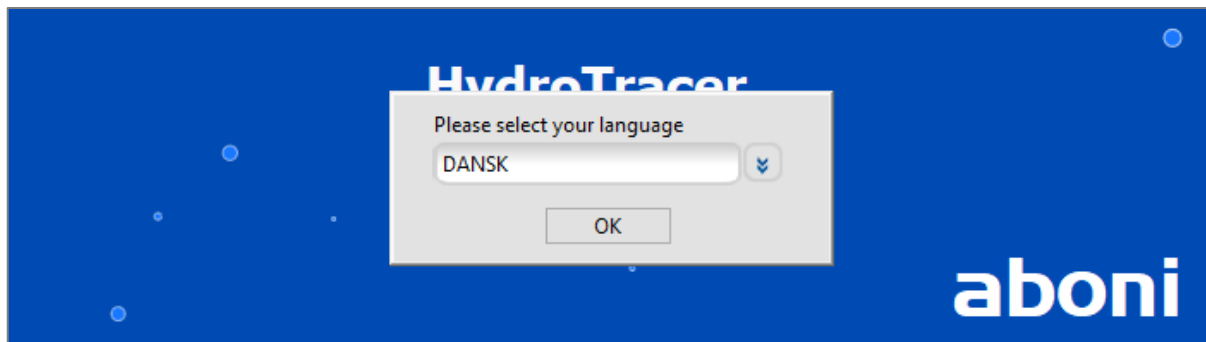 HydroTracer
Please select your language
DANSK
OK
aboni